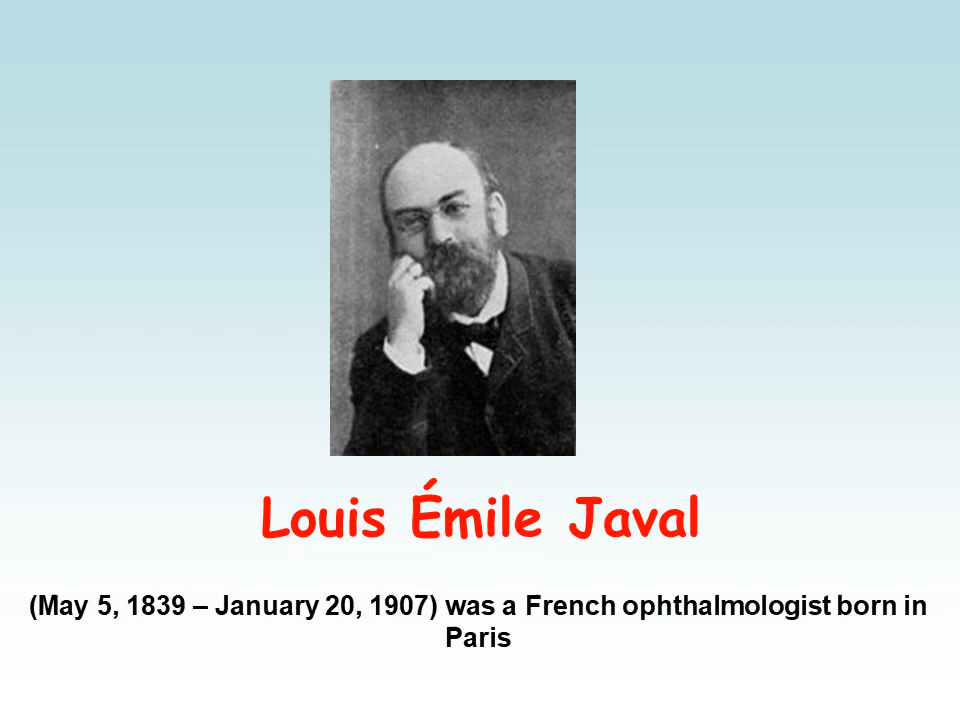 Louis Émile Javal
(May 5, 1839 – January 20, 1907) was a French ophthalmologist born in
Paris